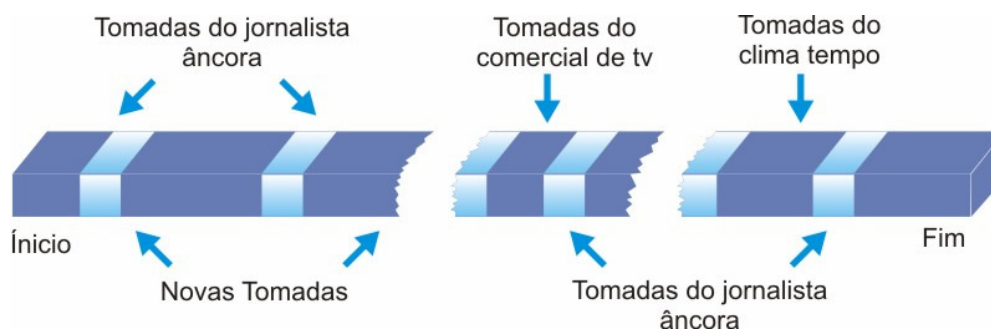 Tomadas do jornalista
âncora
Tomadas do
comercial de tv
Tomadas do
clima tempo
Ínicio
Fim
Novas Tomadas
Tomadas do jornalista
âncora